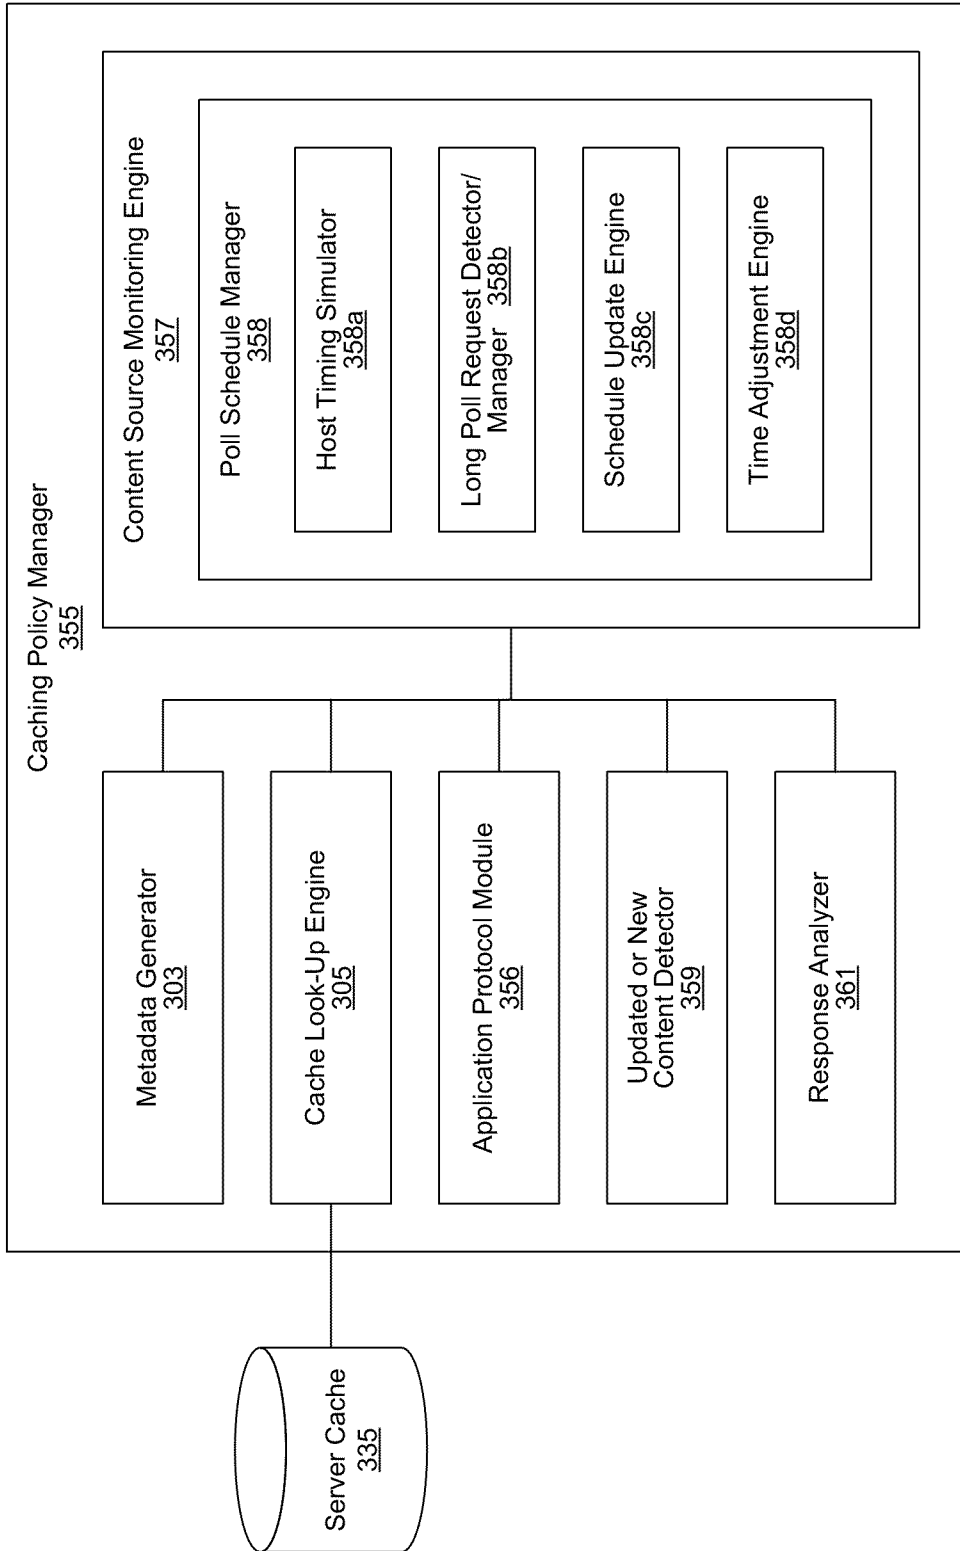 Caching Policy Manager
355
Server Cache
335
Metadata Generator
303
Cache Look-Up Engine
305
Application Protocol Module
356
Updated or New
Content Detector
359
Response Analyzer
361
Content Source Monitoring Engine
357
Poll Schedule Manager
358
Host Timing Simulator
358a
Long Poll Request Detector/
Manager 358b
Schedule Update Engine
358c
Time Adjustment Engine
358d